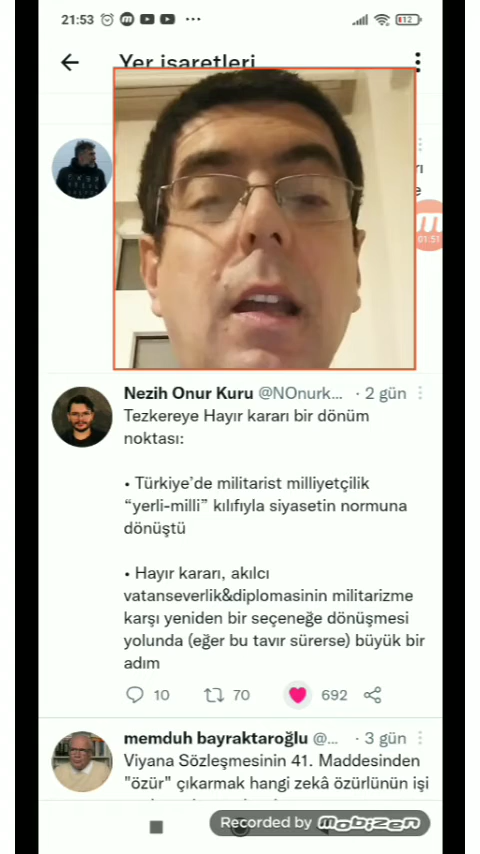 21:53
12
Yer işaretleri
01:51
Nezih Onur Kuru @NOnurk... · 2 gün
Tezkereye Hayır kararı bir dönüm
noktası:
• Türkiye'de militarist milliyetçilik
"yerli-milli" kılıfıyla siyasetin normuna
dönüştü
• Hayır kararı, akılcı
vatanseverlik&diplomasinin militarizme
karşı yeniden bir seçeneğe dönüşmesi
yolunda (eğer bu tavır sürerse) büyük bir
adım
10 70 692
memduh bayraktaroğlu @... · 3 gün
Viyana Sözleşmesinin 41. Maddesinden
"özür" çıkarmak hangi zekâ özürlünün işi
Recorded by mobizen